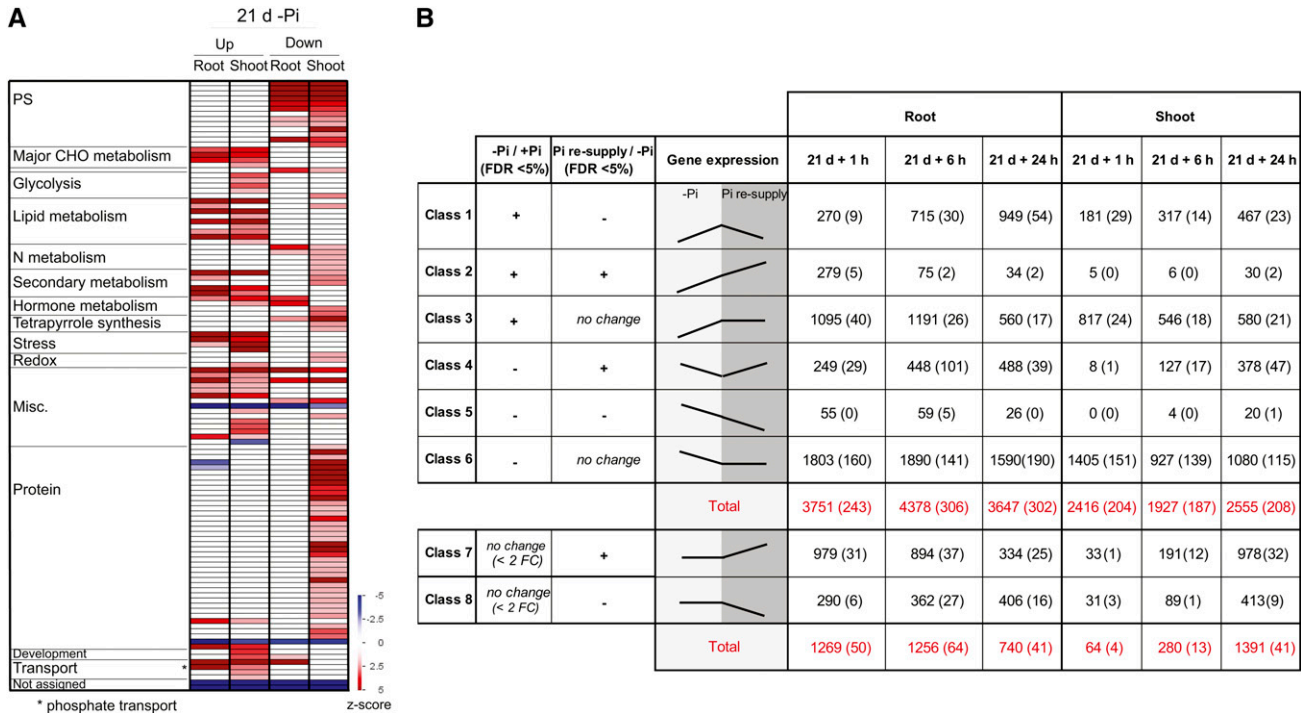 A
21 d -Pi
Up Down
Root Shoot Root Shoot
PS
Major CHO metabolism
Glycolysis
Lipid metabolism
N metabolism
Secondary metabolism
Hormone metabolism
Tetrapyrrole synthesis
Stress
Redox
Misc.
Protein
Development
Transport *
Not assigned
* phosphate transport
-5
-2.5
0
2.5
5
z-score
B
Root Shoot
-Pi / +Pi (FDR <5%) Pi re-supply / -Pi (FDR <5%) Gene expression 21 d + 1 h 21 d + 6 h 21 d + 24 h 21 d + 1 h 21 d + 6 h 21 d + 24 h
-Pi Pi re-supply
Class 1 + - 270 (9) 715 (30) 949 (54) 181 (29) 317 (14) 467 (23)
Class 2 + + 279 (5) 75 (2) 34 (2) 5 (0) 6 (0) 30 (2)
Class 3 + no change 1095 (40) 1191 (26) 560 (17) 817 (24) 546 (18) 580 (21)
Class 4 - + 249 (29) 448 (101) 488 (39) 8 (1) 127 (17) 378 (47)
Class 5 - - 55 (0) 59 (5) 26 (0) 0 (0) 4 (0) 20 (1)
Class 6 - no change 1803 (160) 1890 (141) 1590(190) 1405 (151) 927 (139) 1080 (115)
Total 3751 (243) 4378 (306) 3647 (302) 2416 (204) 1927 (187) 2555 (208)
Class 7 no change (< 2 FC) + 979 (31) 894 (37) 334 (25) 33 (1) 191 (12) 978 (32)
Class 8 no change (< 2 FC) - 290 (6) 362 (27) 406 (16) 31 (3) 89 (1) 413(9)
Total 1269 (50) 1256 (64) 740 (41) 64 (4) 280 (13) 1391 (41)